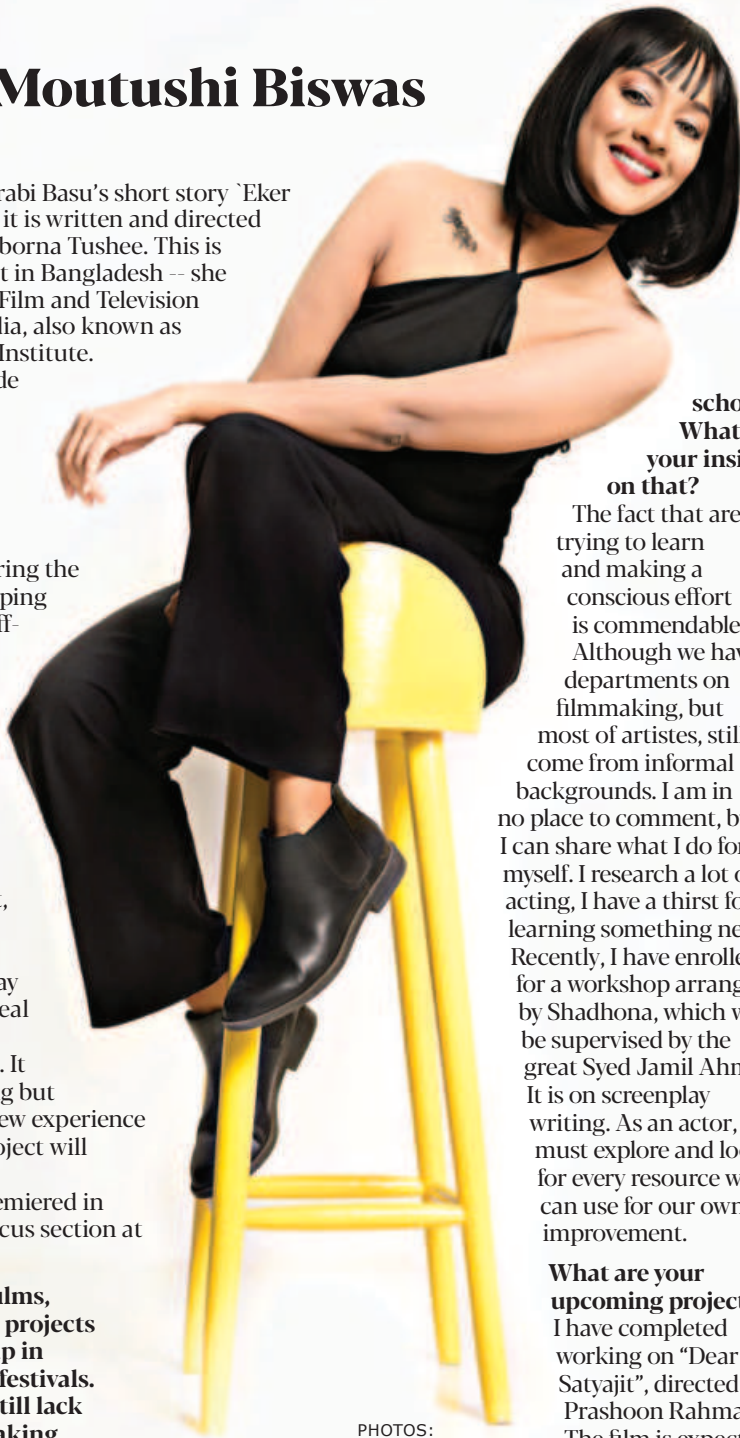 Moutushi Biswas
rabi Basu's short story `Eker
it is written and directed
borna Tushee. This is
t in Bangladesh -- she
Film and Television
lia, also known as
Institute.
de
ring the
ping
ff-
t,
ay
eal
. It
g but
ew experience
oject will
emiered in
cus section at
ilms,
projects
p in
festivals.
till lack
aking
PHOTOS:
scho
What
your insi
on that?
The fact that are
trying to learn
and making a
conscious effort
is commendable
Although we hav
departments on
filmmaking, but
most of artistes, still
come from informal
backgrounds. I am in
no place to comment, b
I can share what I do for
myself. I research a lot o
acting, I have a thirst fo
learning something ne
Recently, I have enrolle
for a workshop arrang
by Shadhona, which w
be supervised by the
great Syed Jamil Ahm
It is on screenplay
writing. As an actor,
must explore and loo
for every resource w
can use for our own
improvement.
What are your
upcoming project
I have completed
working on “Dear
Satyajit”, directed
Prashoon Rahma
The film is expect